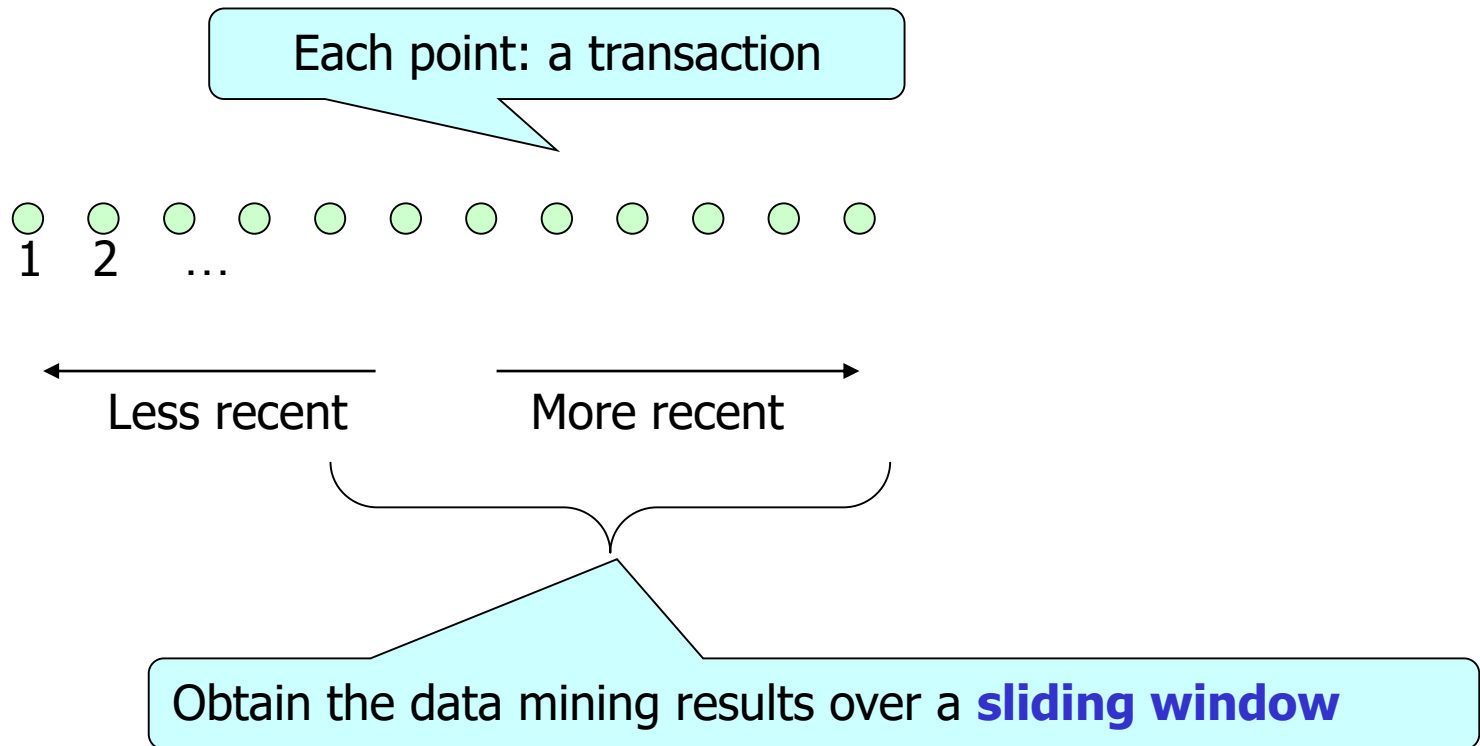 Each point: a transaction
1 2 …
Less recent More recent
Obtain the data mining results over a sliding window